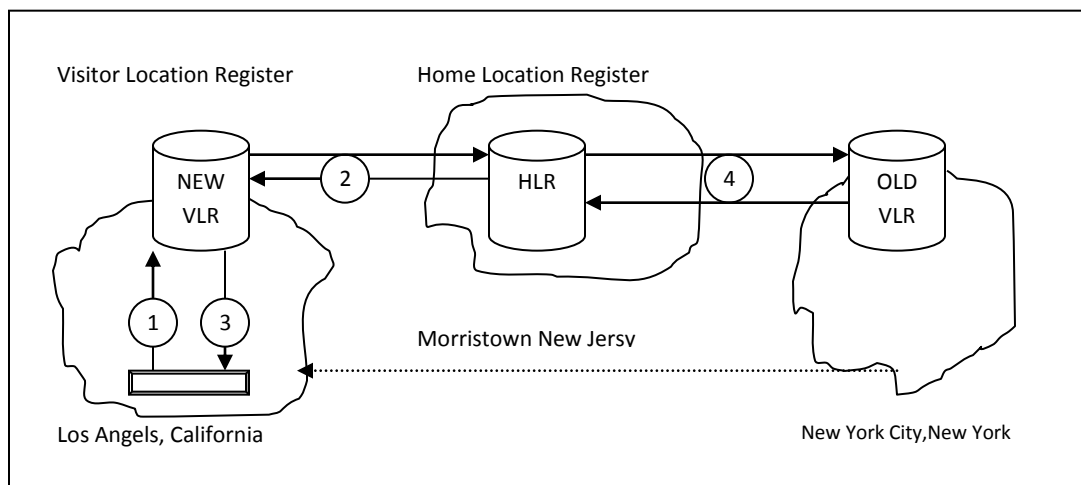 Visitor Location Register
Home Location Register
NEW
VLR
2
HLR
4
OLD
VLR
1
3
Morristown New Jersv
Los Angels, California
New York City,New York